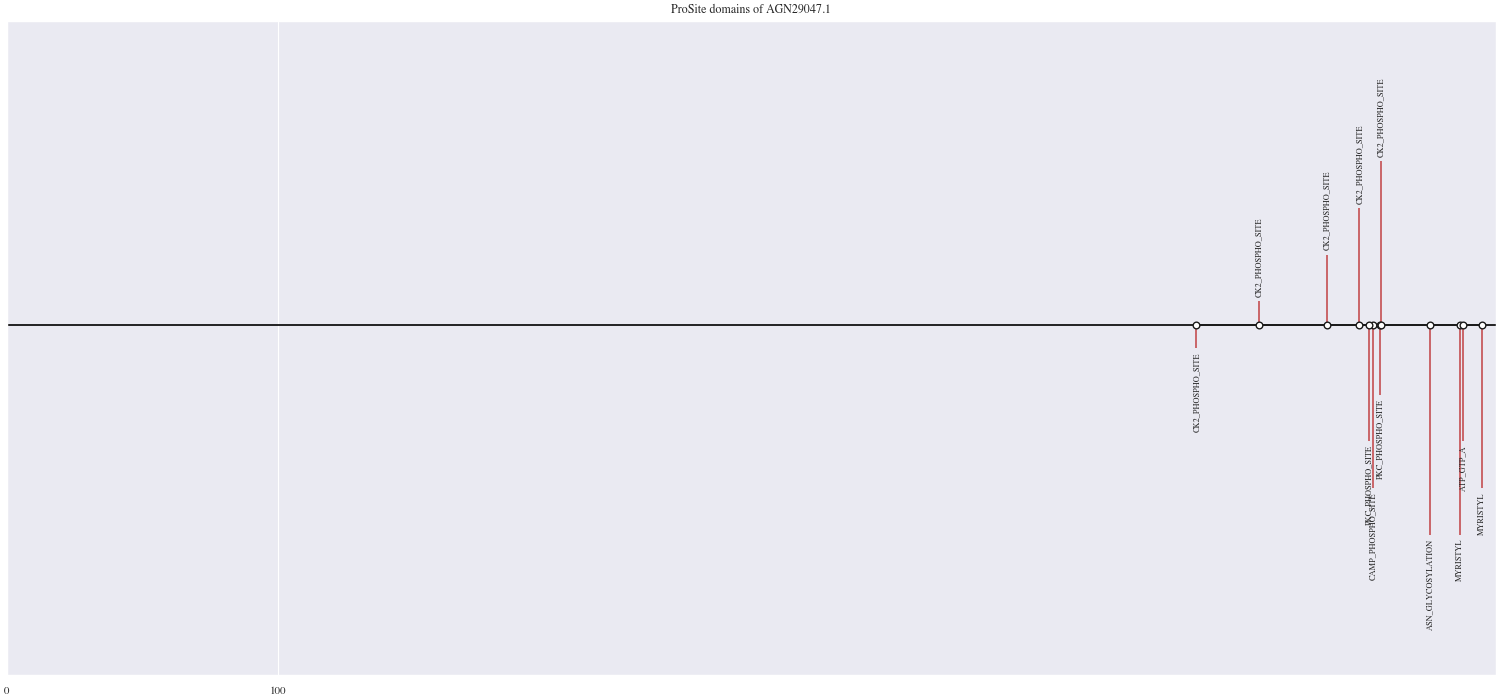 ProSite domains of AGN29047.1
CK2_PHOSPHO_SITE
CK2_PHOSPHO_SITE
CK2_PHOSPHO_SITE
CK2_PHOSPHO_SITE
CK2_PHOSPHO_SITE
PKC_PHOSPHO_SITE
PKC_PHOSPHO_SITE
ATP_GTP_A
CAMP_PHOSPHO_SITE
MYRISTYL
ASN_GLYCOSYLATION
MYRISTYL
0
100